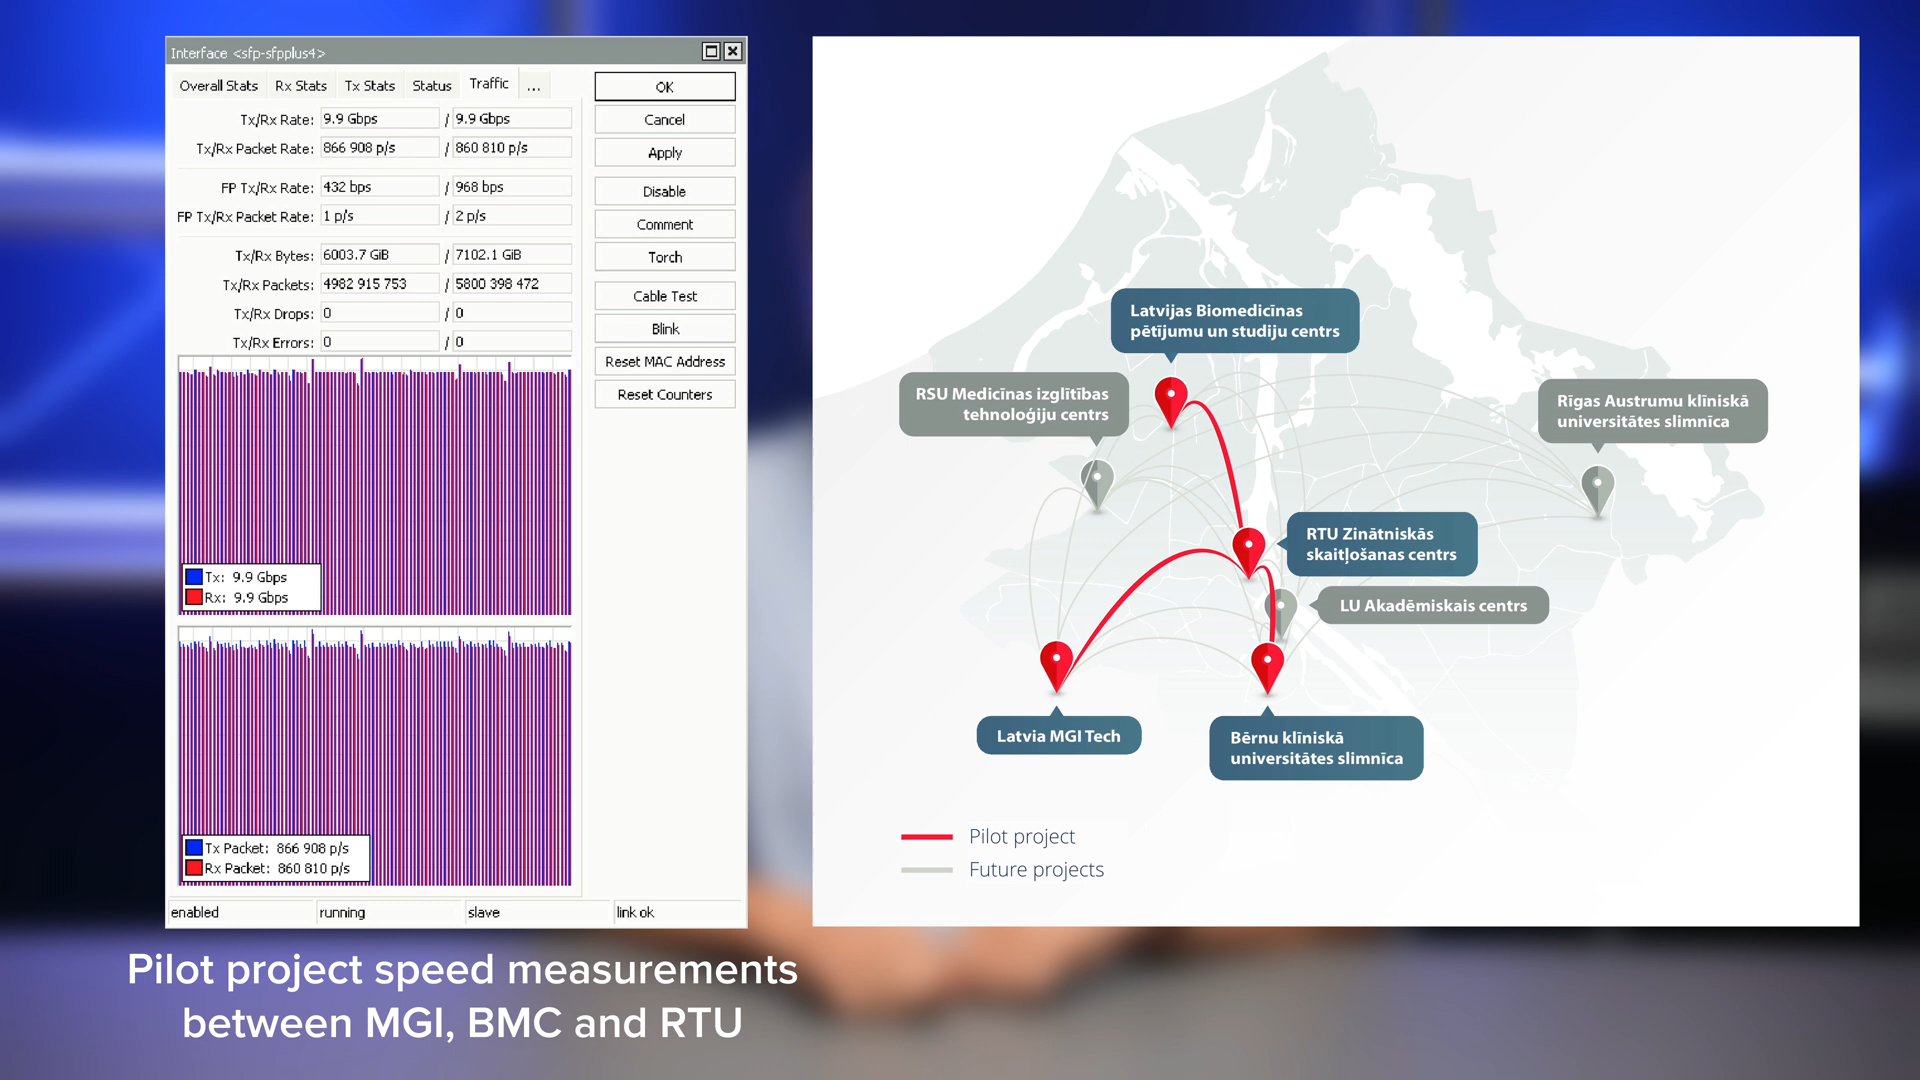 Interface <sfp-sfpplus4>
Overall Stats Rx Stats Tx Stats Status Traffic ...
Tx/Rx Rate: 9.9 Gbps / 9.9 Gbps
Tx/Rx Packet Rate: 866 908 p/s / 860 810 p/s
FP Tx/Rx Rate: 432 bps / 968 bps
FP Tx/Rx Packet Rate: 1 p/s / 2 p/s
Tx/Rx Bytes: 6003.7 GiB / 7102.1 GiB
Tx/Rx Packets: 4982 915 753 / 5800 398 472
Tx/Rx Drops: 0 / 0
Tx/Rx Errors: 0 / 0
Tx: 9.9 Gbps
Rx: 9.9 Gbps
Tx Packet: 866 908 p/s
Rx Packet: 860 810 p/s
OK
Cancel
Apply
Disable
Comment
Torch
Cable Test
Blink
Reset MAC Address
Reset Counters
enabled running slave link ok
Latvijas Biomedicīnas
pētījumu un studiju centrs
RSU Medicīnas izglītības
tehnoloģiju centrs
Rīgas Austrumu klīniskā
universitātes slimnīca
RTU Zinātniskās
skaitļošanas centrs
LU Akadēmiskais centrs
Latvia MGI Tech
Bērnu klīniskā
universitātes slimnīca
Pilot project
Future projects
Pilot project speed measurements
between MGI, BMC and RTU